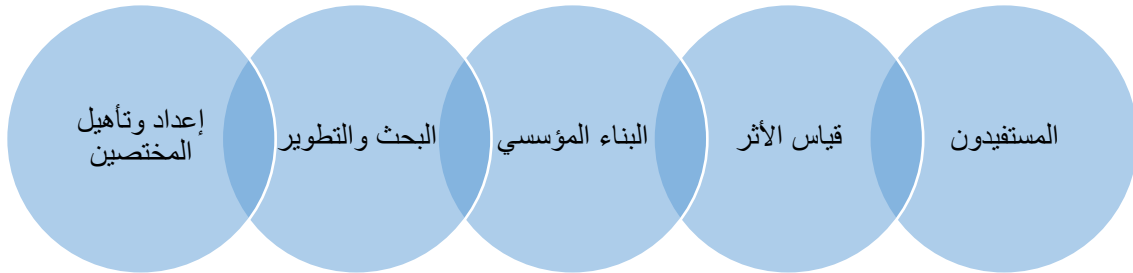 المستفيدون
قياس الأثر
البناء المؤسسي
البحث والتطوير
إعداد وتأهيل
المختصين